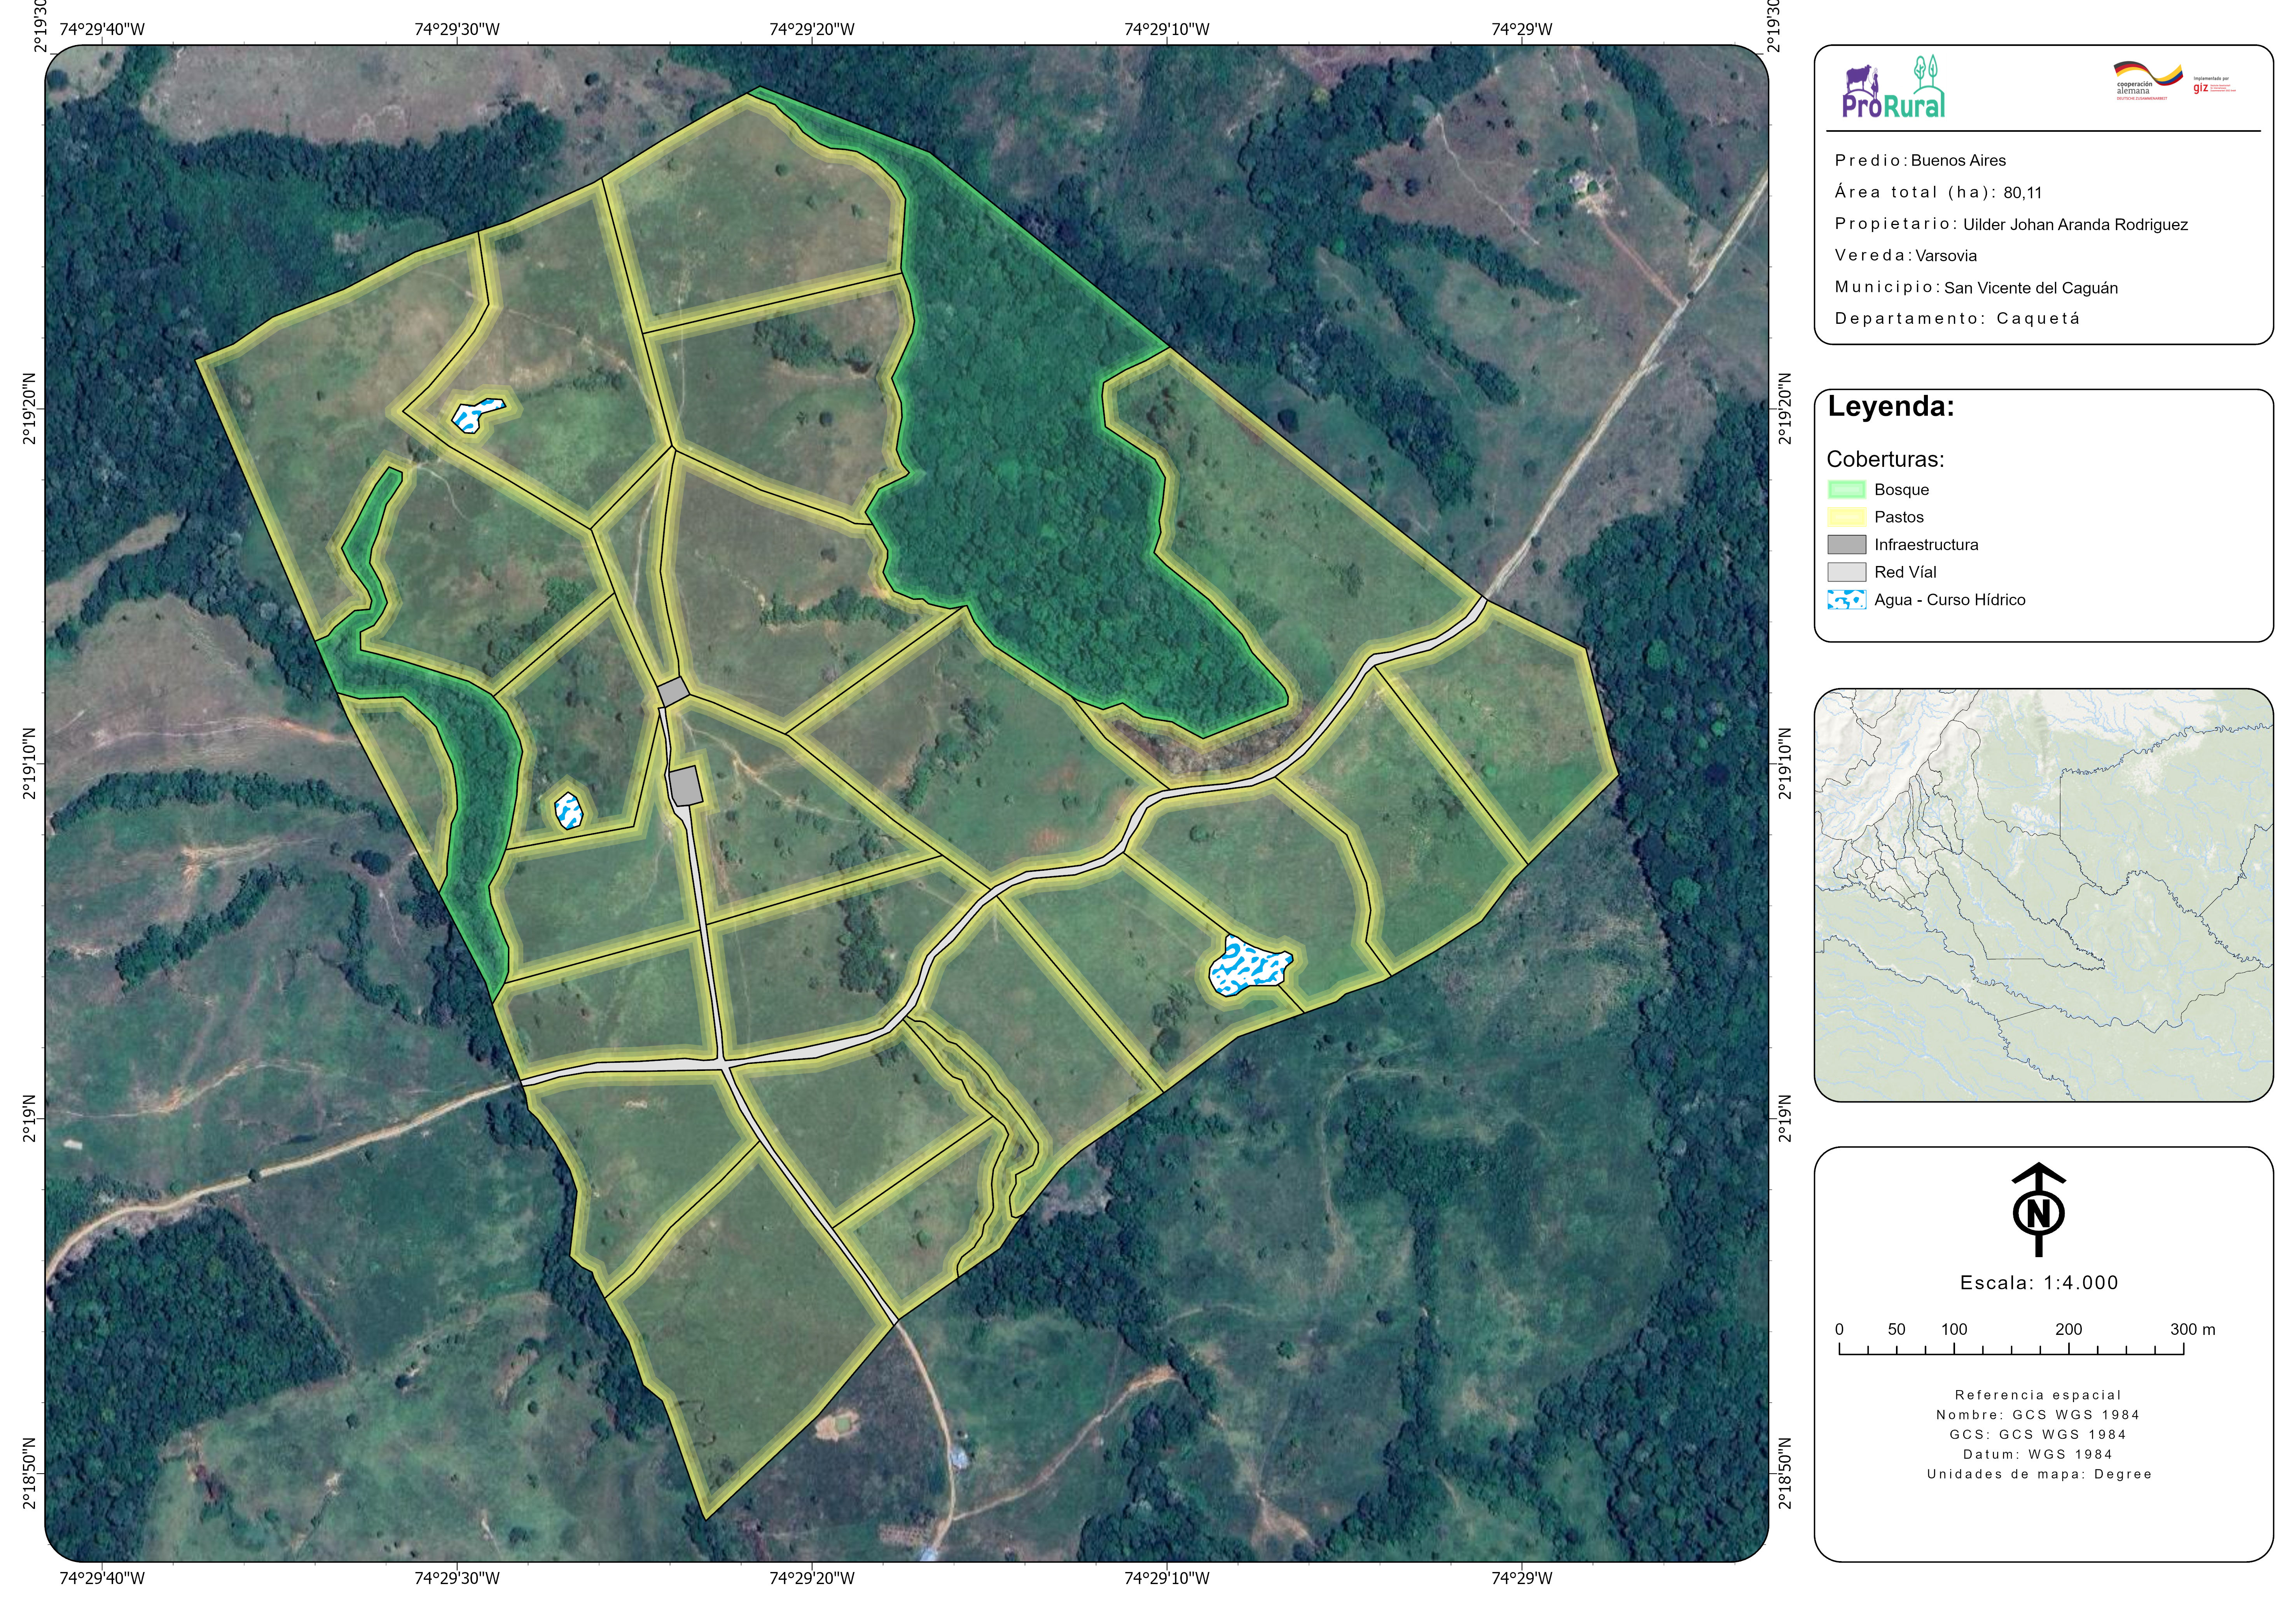 74°29'40"W 74°29'30"W 74°29'20"W 74°29'10"W 74°29'W
2°19'30
2°19'30
2°19'20"N
2°19'20"N
2°19'10"N
2°19'10"N
2°19'N
2°19'N
2°18'50"N
2°18'50"N
74°29'40"W 74°29'30"W 74°29'20"W 74°29'10"W 74°29'W
ProRural
cooperación
alemana
DEUTSCHE ZUSAMMENARBEIT
Implementada por
giz
Predio: Buenos Aires
Área total (ha): 80,11
Propietario: Uilder Johan Aranda Rodriguez
Vereda: Varsovia
Municipio: San Vicente del Caguán
Departamento: Caquetá
Leyenda:
Coberturas:
Bosque
Pastos
Infraestructura
Red Víal
Agua - Curso Hídrico
N
Escala: 1:4.000
0 50 100 200 300 m
Referencia espacial
Nombre: GCS WGS 1984
GCS: GCS WGS 1984
Datum: WGS 1984
Unidades de mapa: Degree